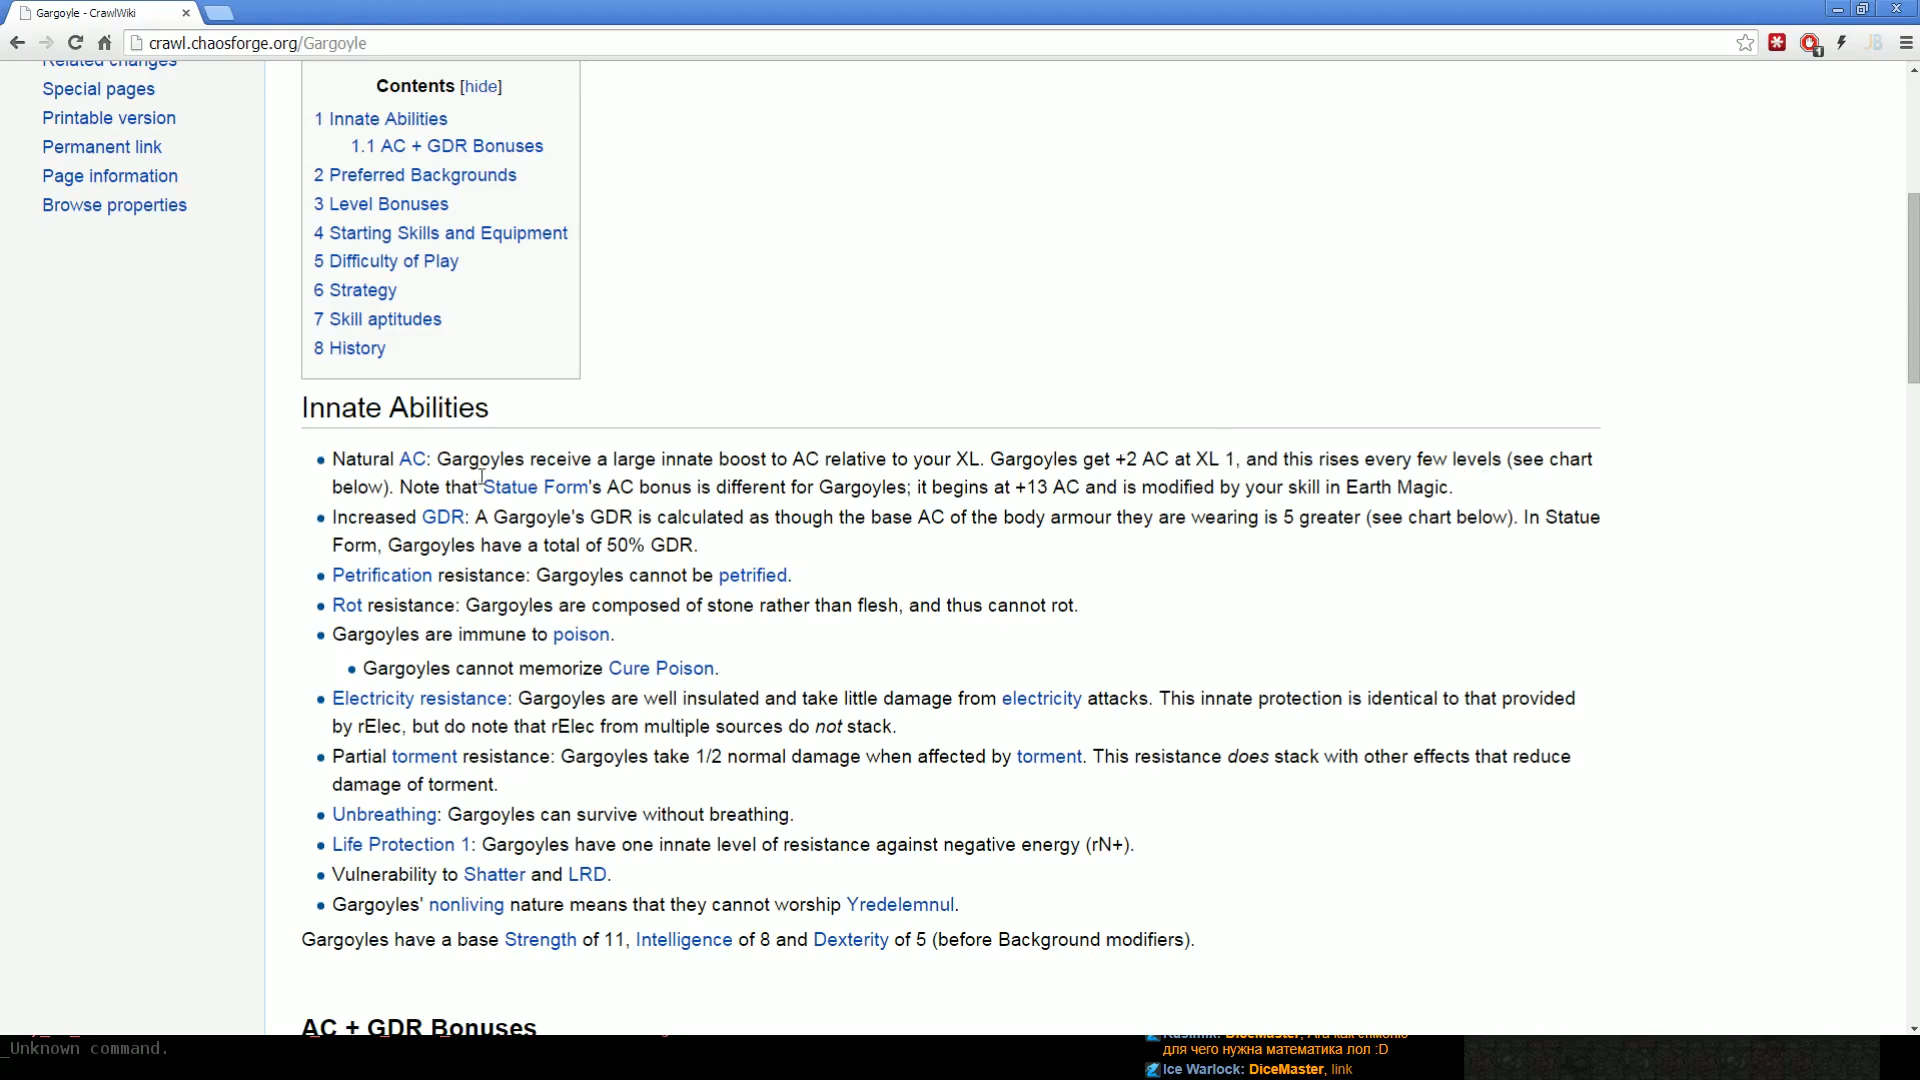 Gargoyle - CrawlWiki
crawl.chaosforge.org/Gargoyle
Related changes
Special pages
Printable version
Permanent link
Page information
Browse properties
Contents [hide]
1 Innate Abilities
1.1 AC + GDR Bonuses
2 Preferred Backgrounds
3 Level Bonuses
4 Starting Skills and Equipment
5 Difficulty of Play
6 Strategy
7 Skill aptitudes
8 History
Innate Abilities
Natural AC: Gargoyles receive a large innate boost to AC relative to your XL. Gargoyles get +2 AC at XL 1, and this rises every few levels (see chart
below). Note that Statue Form's AC bonus is different for Gargoyles; it begins at +13 AC and is modified by your skill in Earth Magic.
Increased GDR: A Gargoyle's GDR is calculated as though the base AC of the body armour they are wearing is 5 greater (see chart below). In Statue
Form, Gargoyles have a total of 50% GDR.
Petrification resistance: Gargoyles cannot be petrified.
Rot resistance: Gargoyles are composed of stone rather than flesh, and thus cannot rot.
Gargoyles are immune to poison.
Gargoyles cannot memorize Cure Poison.
Electricity resistance: Gargoyles are well insulated and take little damage from electricity attacks. This innate protection is identical to that provided
by rElec, but do note that rElec from multiple sources do not stack.
Partial torment resistance: Gargoyles take 1/2 normal damage when affected by torment. This resistance does stack with other effects that reduce
damage of torment.
Unbreathing: Gargoyles can survive without breathing.
Life Protection 1: Gargoyles have one innate level of resistance against negative energy (rN+).
Vulnerability to Shatter and LRD.
Gargoyles' nonliving nature means that they cannot worship Yredelemnul.
Gargoyles have a base Strength of 11, Intelligence of 8 and Dexterity of 5 (before Background modifiers).
AC + GDR Bonuses
_Unknown command.
DiceMaster,
для чего нужна математика лол :D
Ice Warlock: DiceMaster, link